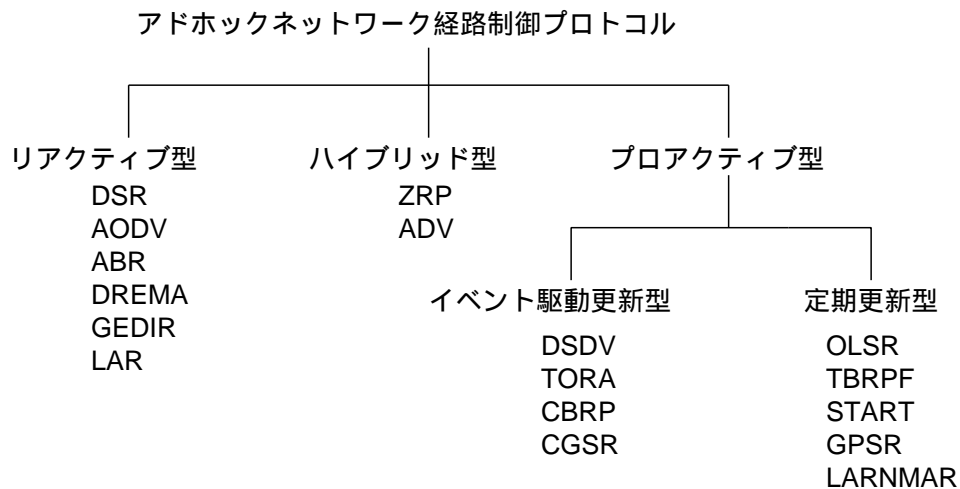 アドホックネットワーク経路制御プロトコル
リアクティブ型
DSR
AODV
ABR
DREMA
GEDIR
LAR
ハイブリッド型
ZRP
ADV
プロアクティブ型
イベント駆動更新型
DSDV
TORA
CBRP
CGSR
定期更新型
OLSR
TBRPF
START
GPSR
LARNMAR